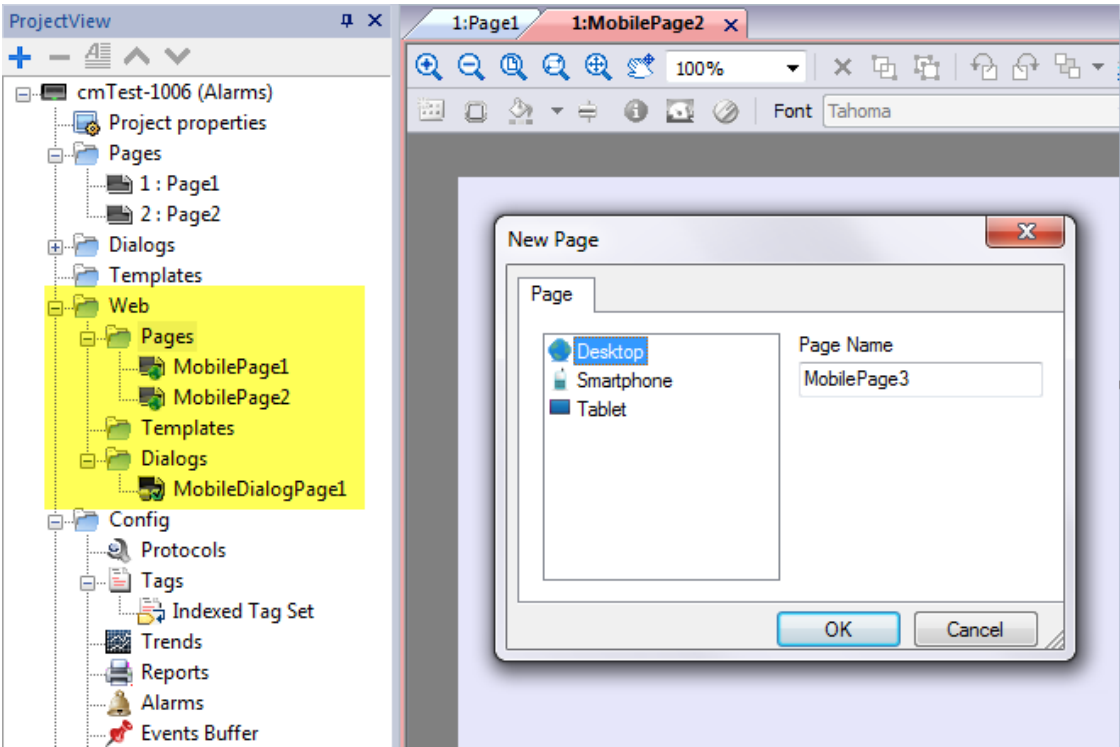 ProjectView
cmTest-1006 (Alarms)
Project properties
Pages
1 : Page1
2 : Page2
Dialogs
Templates
Web
Pages
MobilePage1
MobilePage2
Templates
Dialogs
MobileDialogPage1
Config
Protocols
Tags
Indexed Tag Set
Trends
Reports
Alarms
Events Buffer
1:Page1 1:MobilePage2
100%
Font Tahoma
New Page
Page
Desktop
Smartphone
Tablet
Page Name
MobilePage3
OK Cancel